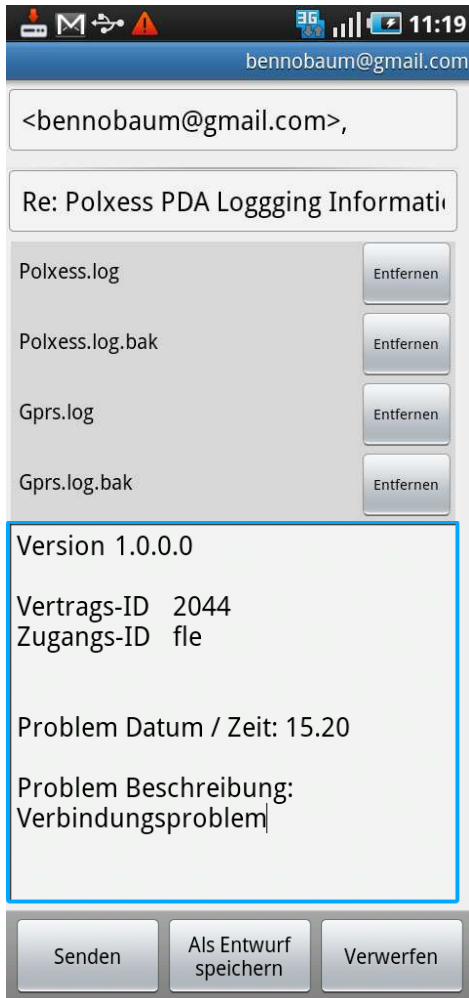 3G 11:19
bennobaum@gmail.com
<bennobaum@gmail.com>,
Re: Polxess PDA Loggging Informati
Polxess.log
Entfernen
Polxess.log.bak
Entfernen
Gprs.log
Entfernen
Gprs.log.bak
Entfernen
Version 1.0.0.0
Vertrags-ID 2044
Zugangs-ID fle
Problem Datum / Zeit: 15.20
Problem Beschreibung:
Verbindungsproblem
Senden
Als Entwurf
speichern
Verwerfen